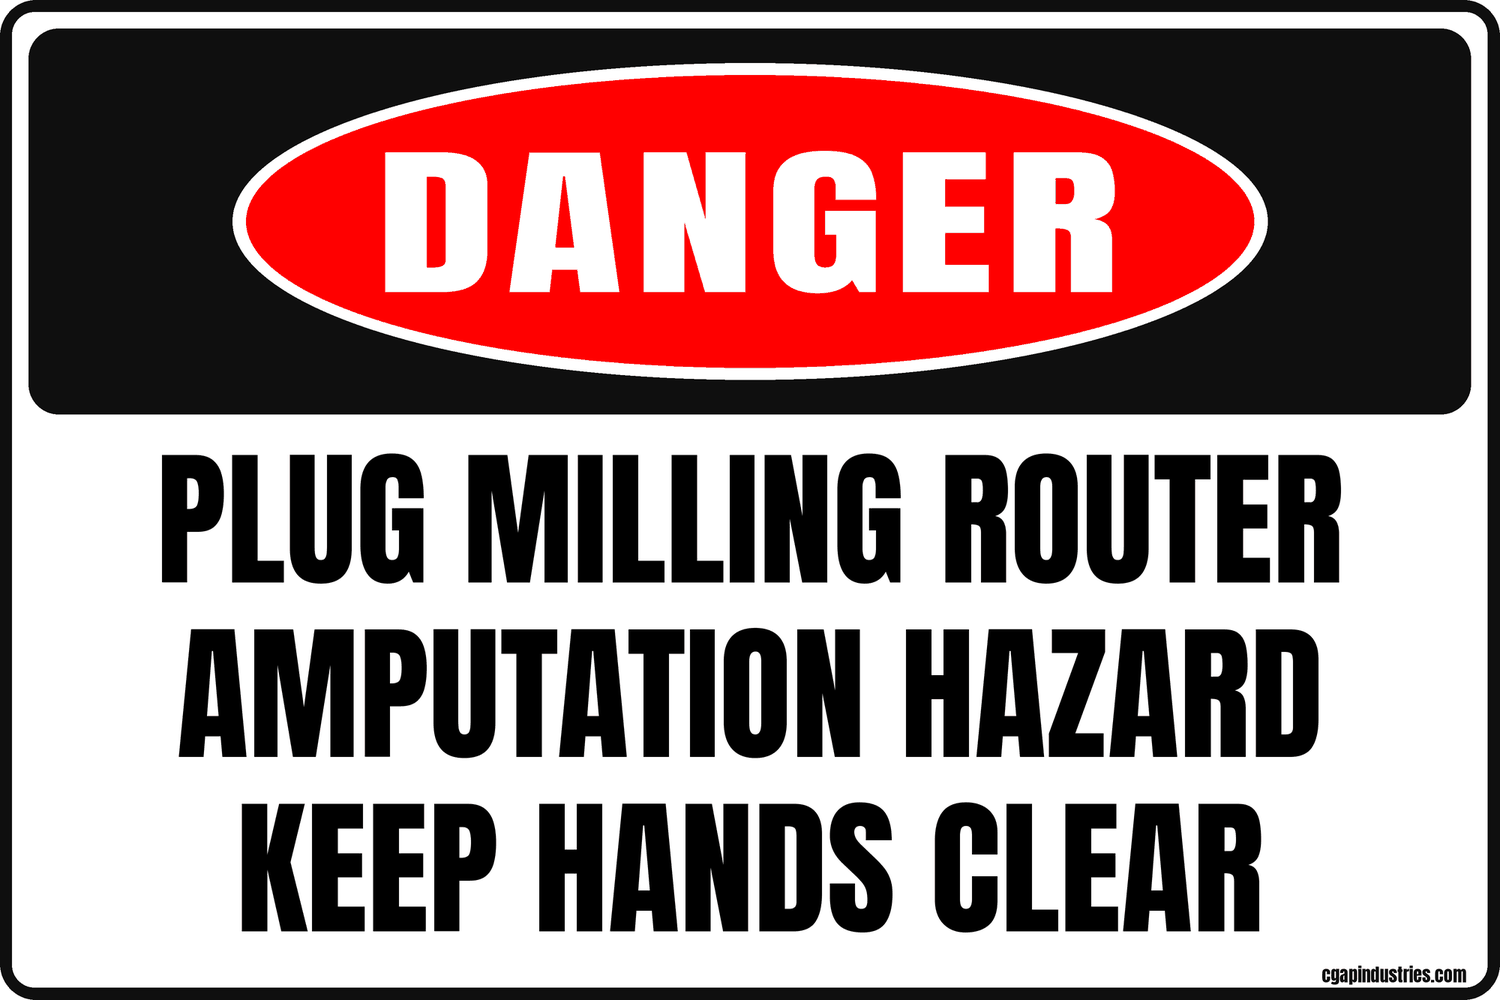 DANGER
PLUG MILLING ROUTER
AMPUTATION HAZARD
KEEP HANDS CLEAR
cgapindustries.com